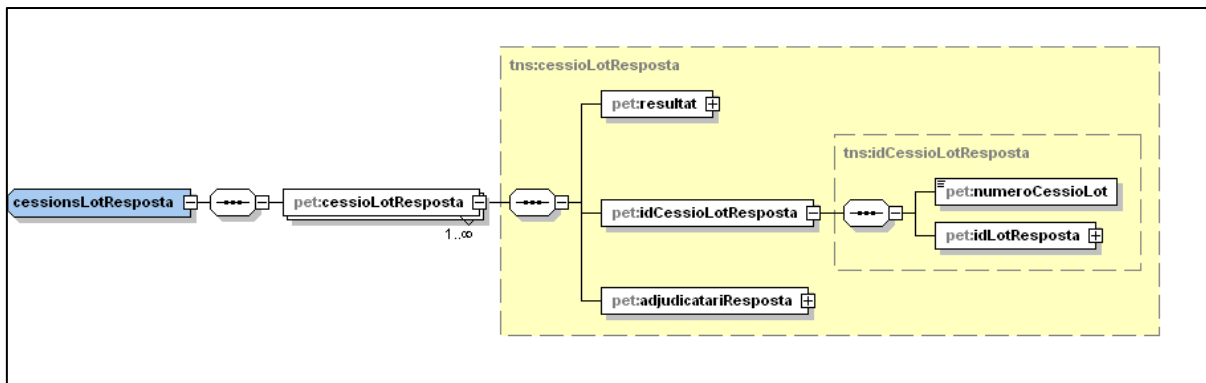 tns:cessioLotResposta
pet:resultat
tns:idCessioLotResposta
pet:numeroCessioLot
cessionsLotResposta
pet:cessioLotResposta
pet:idCessioLotResposta
1..∞
pet:idLotResposta
pet:adjudicatariResposta